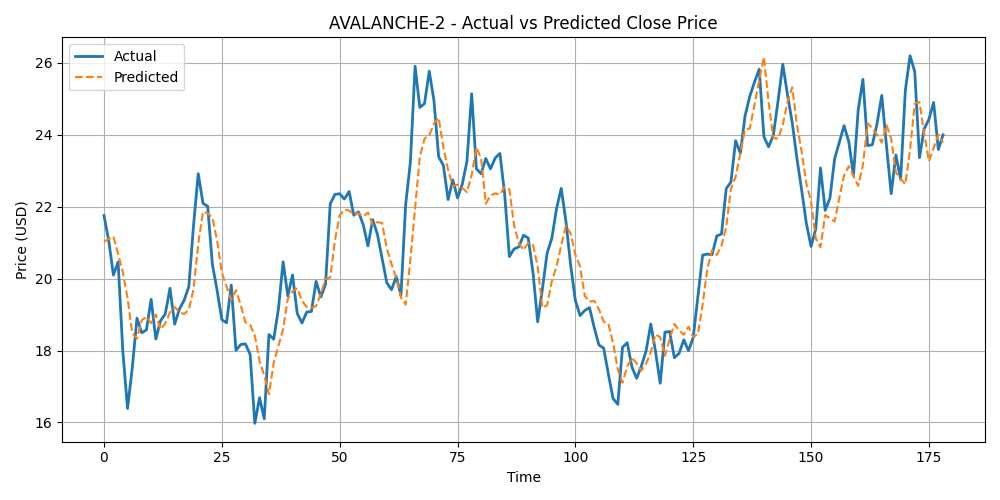 AVALANCHE-2 - Actual vs Predicted Close Price
Actual
Predicted
Price (USD)
26
24
22
20
18
16
0 25 50 75 100 125 150 175
Time